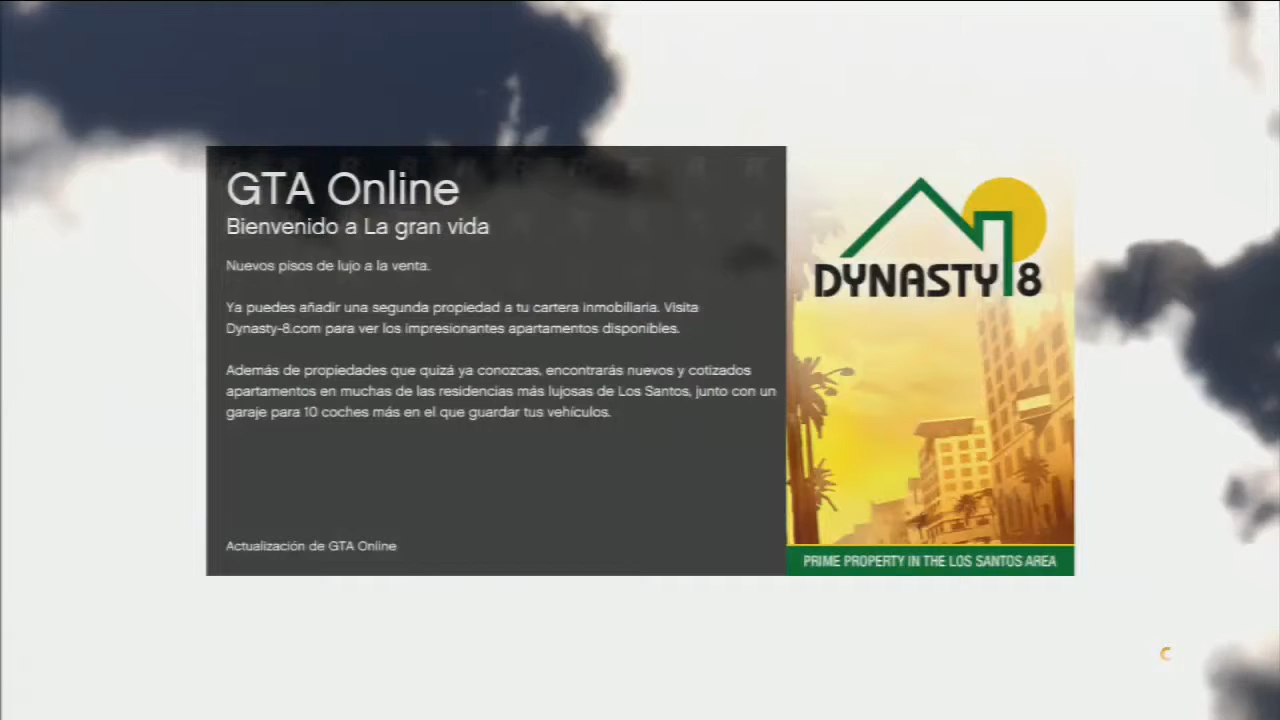 GTA Online
Bienvenido a La gran vida
Nuevos pisos de lujo a la venta.
Ya puedes añadir una segunda propiedad a tu cartera inmobiliaria. Visita
Dynasty-8.com para ver los impresionantes apartamentos disponibles.
Además de propiedades que quizá ya conozcas, encontrarás nuevos y cotizados
apartamentos en muchas de las residencias más lujosas de Los Santos, junto con un
garaje para 10 coches más en el que guardar tus vehículos.
Actualización de GTA Online
DYNASTY 8
PRIME PROPERTY IN THE LOS SANTOS AREA